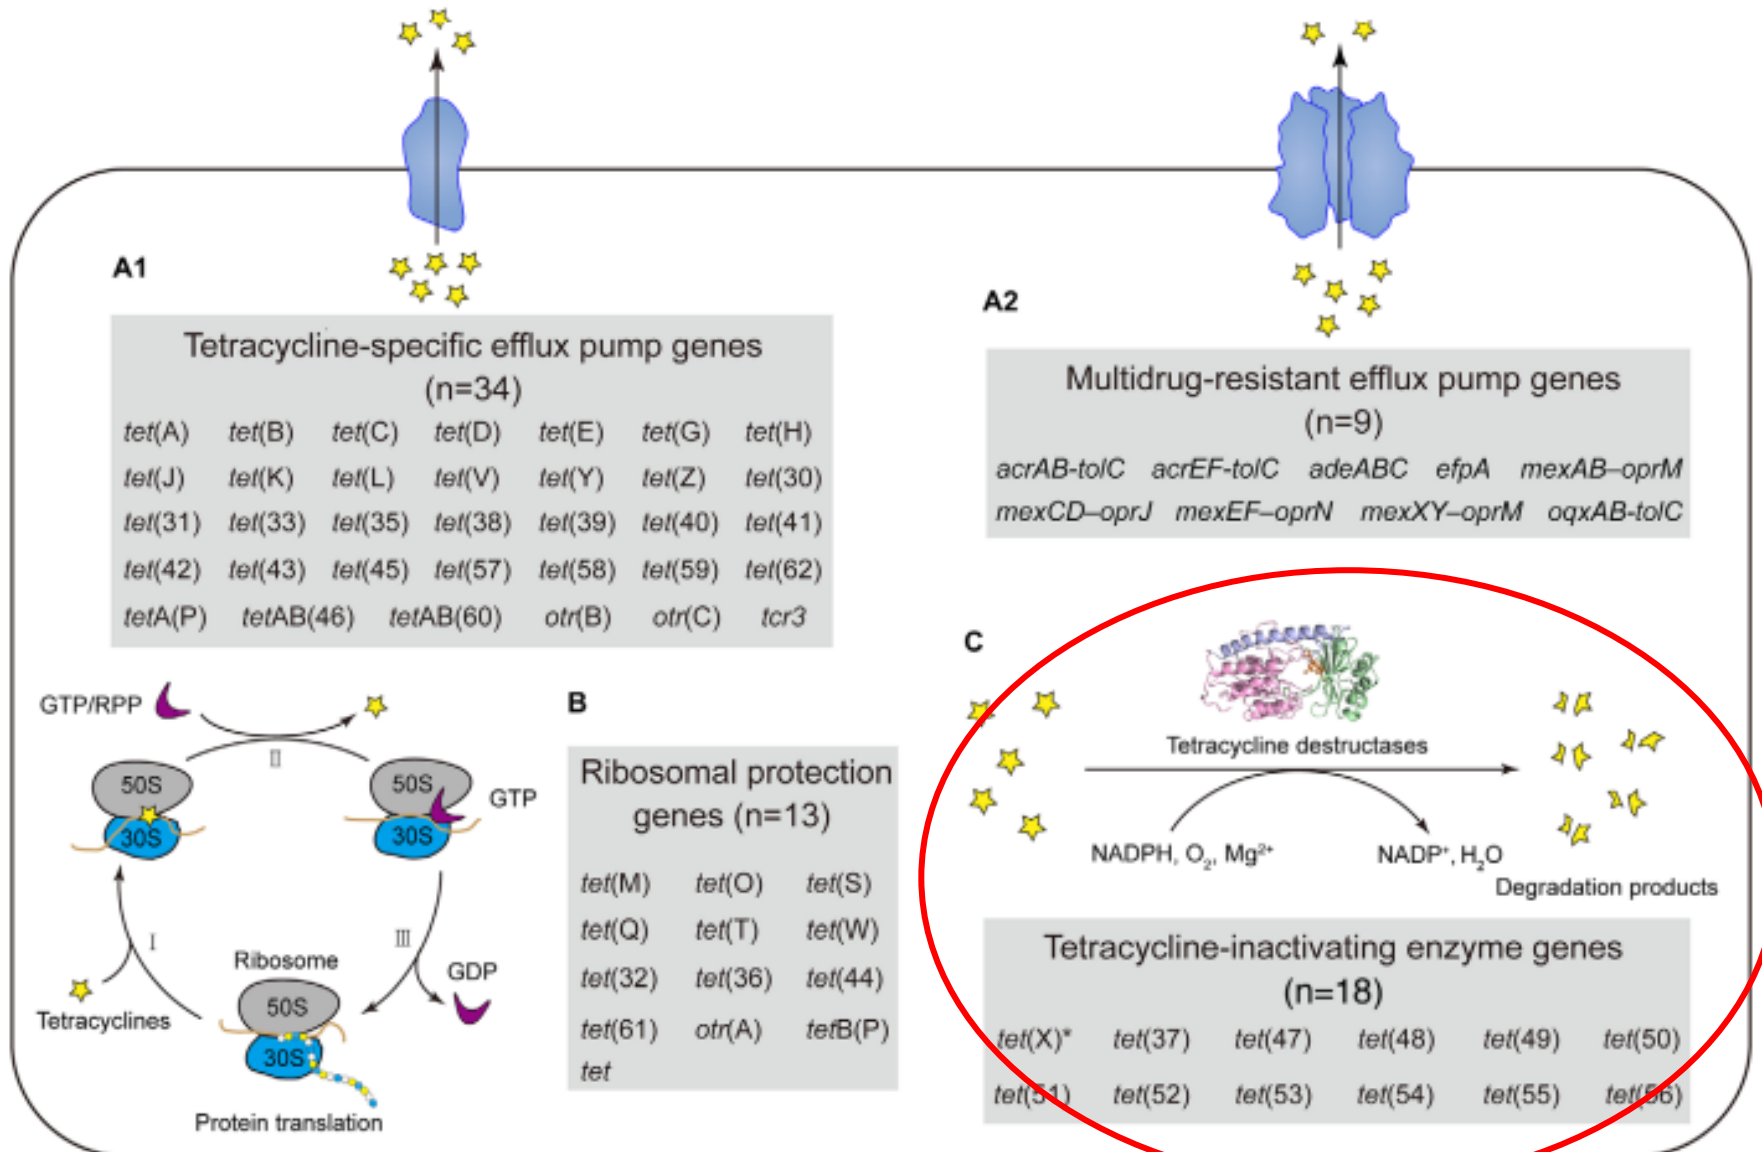 A1
Tetracycline-specific efflux pump genes
(n=34)
tet(A) tet(B) tet(C) tet(D) tet(E) tet(G) tet(H)
tet(J) tet(K) tet(L) tet(V) tet(Y) tet(Z) tet(30)
tet(31) tet(33) tet(35) tet(38) tet(39) tet(40) tet(41)
tet(42) tet(43) tet(45) tet(57) tet(58) tet(59) tet(62)
tetA(P) tetAB(46) tetAB(60) otr(B) otr(C) tcr3
A2
Multidrug-resistant efflux pump genes
(n=9)
acrAB-tolC acrEF-tolC adeABC efpA mexAB–oprM
mexCD–oprJ mexEF–oprN mexXY–oprM oqxAB-tolC
GTP/RPP
II
50S
30S
50S
30S
GTP
I
III
Ribosome
GDP
50S
30S
Tetracyclines
Protein translation
B
Ribosomal protection
genes (n=13)
tet(M) tet(O) tet(S)
tet(Q) tet(T) tet(W)
tet(32) tet(36) tet(44)
tet(61) otr(A) tetB(P)
tet
C
Tetracycline destructases
NADPH, O₂, Mg²⁺ NADP⁺, H₂O
Degradation products
Tetracycline-inactivating enzyme genes
(n=18)
tet(X)* tet(37) tet(47) tet(48) tet(49) tet(50)
tet(51) tet(52) tet(53) tet(54) tet(55) tet(56)